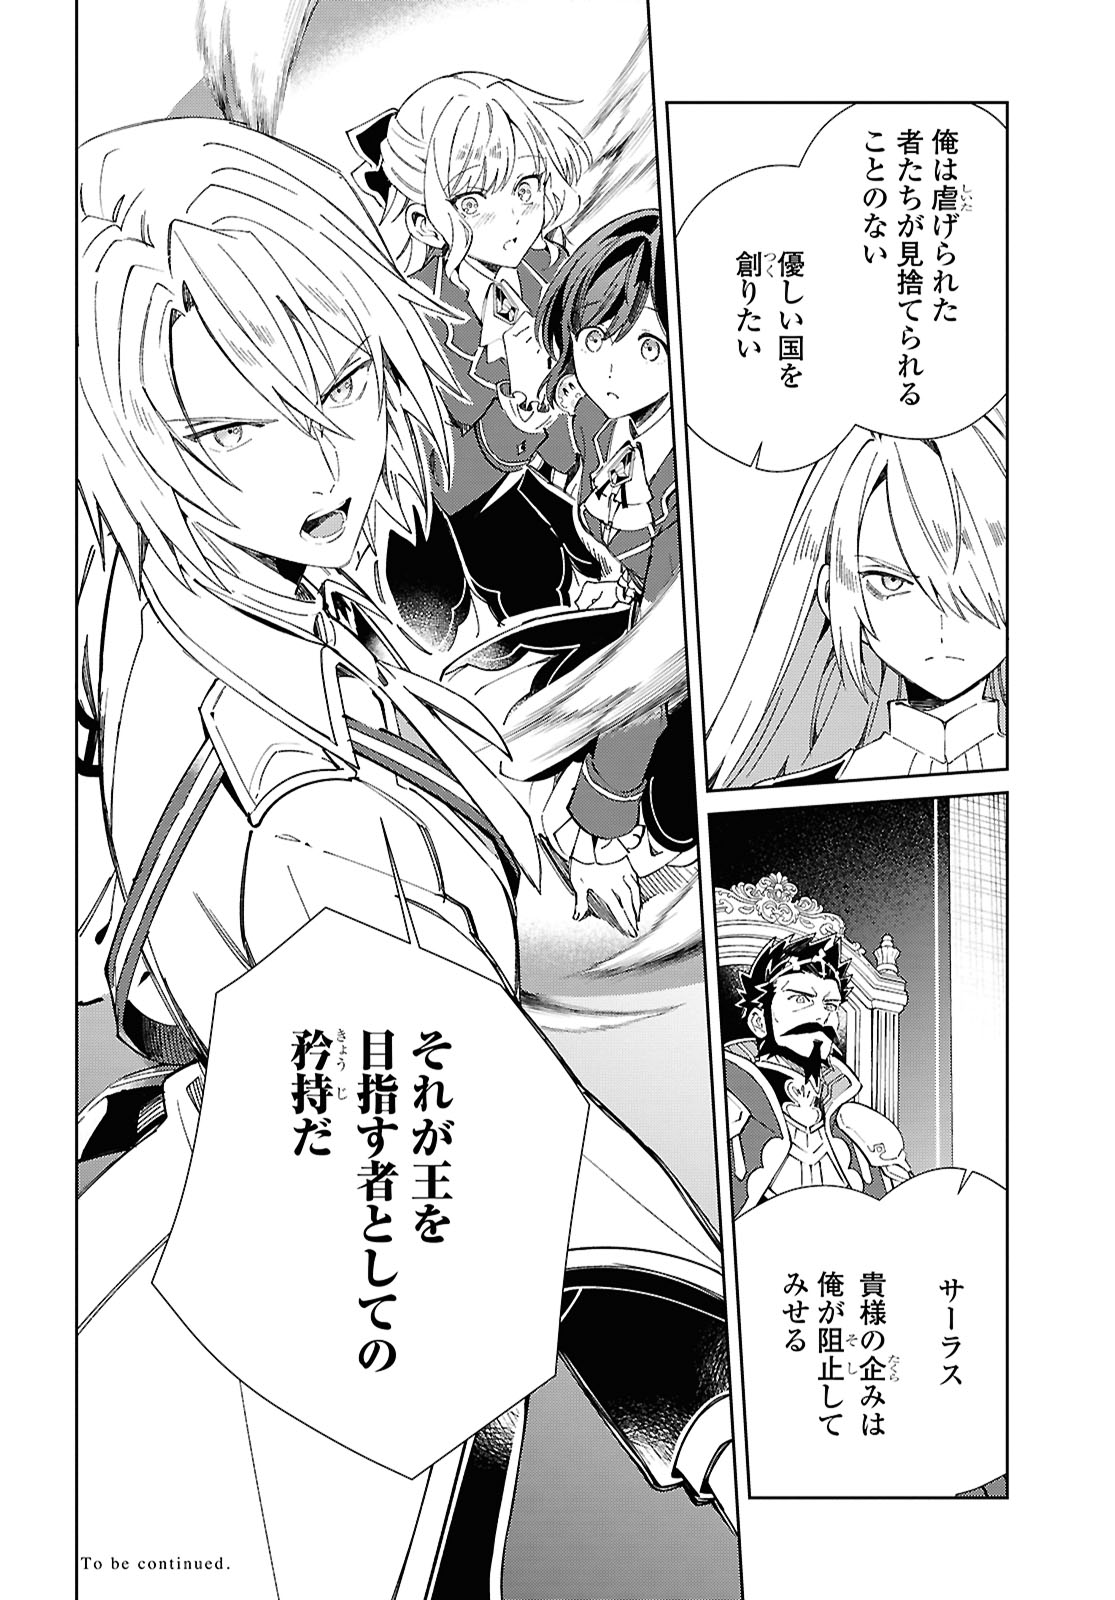 俺は虐げられた
者たちが見捨てられる
ことのない
優しい国を
創りたい
サーラス
貴様の企みは
俺が阻止して
みせる
それが王を
目指す者としての
矜持だ
To be continued.